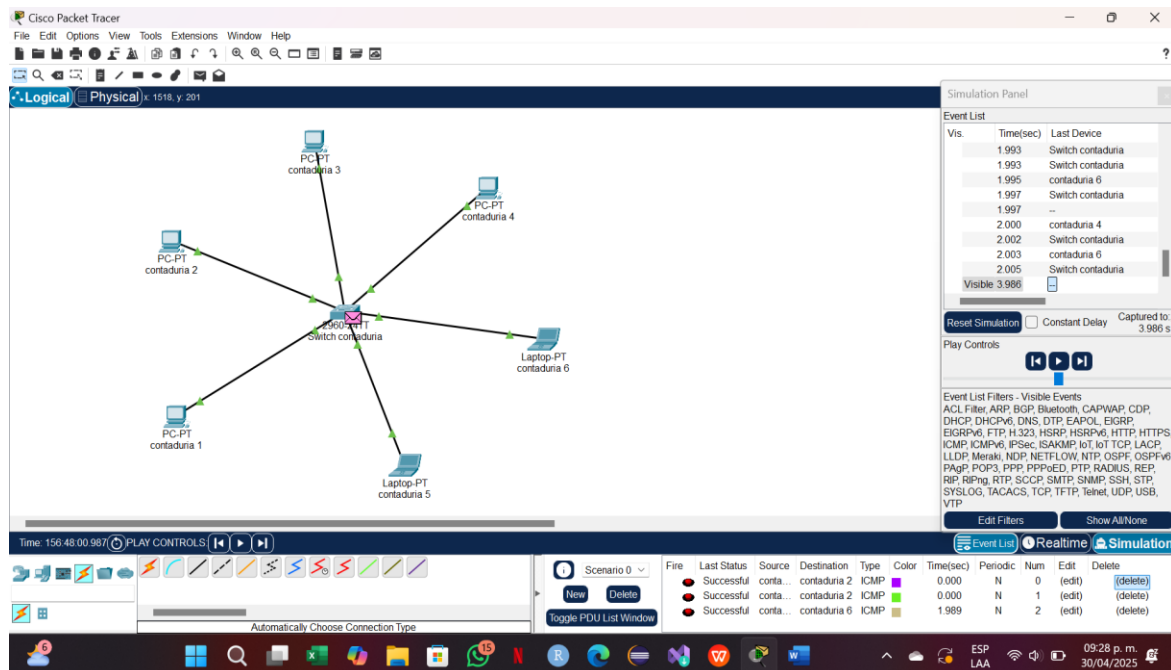 Cisco Packet Tracer
File Edit Options View Tools Extensions Window Help
?
Logical Physical x: 1518, y: 201
PC-PT
contaduria 3
PC-PT
contaduria 4
PC-PT
contaduria 2
2960-24TT
Switch contaduria
Laptop-PT
contaduria 6
PC-PT
contaduria 1
Laptop-PT
contaduria 5
Simulation Panel
Event List
Vis. Time(sec) Last Device
1.993 Switch contaduria
1.993 Switch contaduria
1.995 contaduria 6
1.997 Switch contaduria
1.997 --
2.000 contaduria 4
2.002 Switch contaduria
2.003 contaduria 6
2.005 Switch contaduria
Visible 3.986 --
Reset Simulation Constant Delay Captured to:
3.986 s
Play Controls
Event List Filters - Visible Events
ACL Filter, ARP, BGP, Bluetooth, CAPWAP, CDP,
DHCP, DHCPv6, DNS, DTP, EAPOL, EIGRP,
EIGRPv6, FTP, H.323, HSRP, HSRPv6, HTTP, HTTPS,
ICMP, ICMPv6, IPSec, ISAKMP, IoT, IoT TCP, LACP,
LLDP, Meraki, NDP, NETFLOW, NTP, OSPF, OSPFv6,
PAgP, POP3, PPP, PPPoED, PTP, RADIUS, REP,
RIP, RIPng, RTP, SCCP, SMTP, SNMP, SSH, STP,
SYSLOG, TACACS, TCP, TFTP, Telnet, UDP, USB,
VTP
Edit Filters Show All/None
Time: 156:48:00.987 PLAY CONTROLS: Event List Realtime Simulation
Scenario 0
New Delete
Toggle PDU List Window
Fire Last Status Source Destination Type Color Time(sec) Periodic Num Edit Delete
Successful conta... contaduria 2 ICMP 0.000 N 0 (edit) (delete)
Successful conta... contaduria 2 ICMP 0.000 N 1 (edit) (delete)
Successful conta... contaduria 6 ICMP 1.989 N 2 (edit) (delete)
Automatically Choose Connection Type
6
15
N
R
W
W
ESP
LAA
09:28 p. m.
30/04/2025